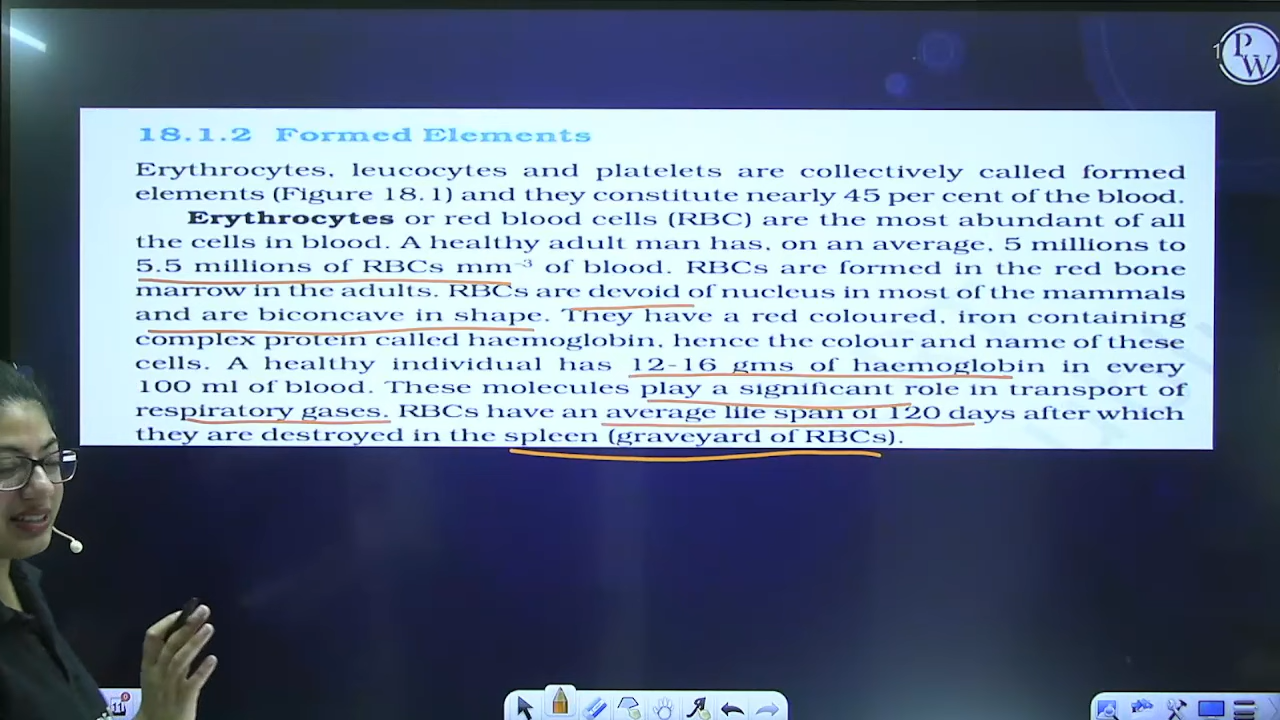 PW
18.1.2 Formed Elements
Erythrocytes, leucocytes and platelets are collectively called formed
elements (Figure 18.1) and they constitute nearly 45 per cent of the blood.
Erythrocytes or red blood cells (RBC) are the most abundant of all
the cells in blood. A healthy adult man has, on an average, 5 millions to
5.5 millions of RBCs mm⁻³ of blood. RBCs are formed in the red bone
marrow in the adults. RBCs are devoid of nucleus in most of the mammals
and are biconcave in shape. They have a red coloured, iron containing
complex protein called haemoglobin, hence the colour and name of these
cells. A healthy individual has 12-16 gms of haemoglobin in every
100 ml of blood. These molecules play a significant role in transport of
respiratory gases. RBCs have an average life span of 120 days after which
they are destroyed in the spleen (graveyard of RBCs).
11